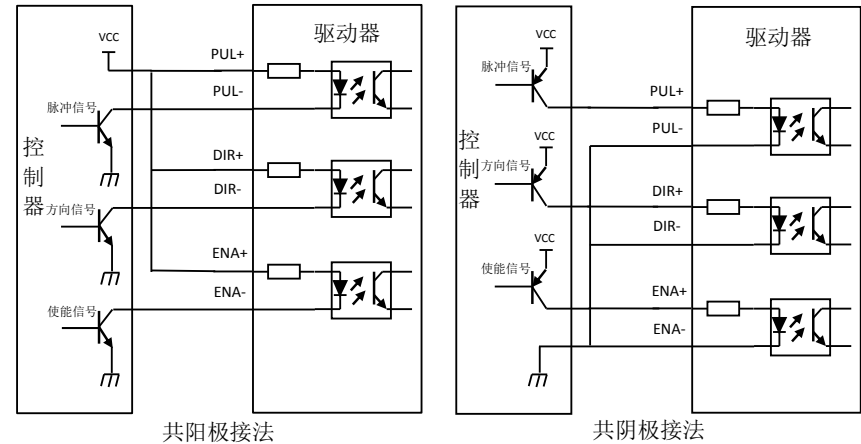 驱动器
VCC
PUL+
PUL-
脉冲信号
控制器
DIR+
DIR-
方向信号
ENA+
ENA-
使能信号
共阳极接法
驱动器
VCC
脉冲信号
PUL+
PUL-
控制器
VCC
方向信号
DIR+
DIR-
VCC
使能信号
ENA+
ENA-
共阴极接法